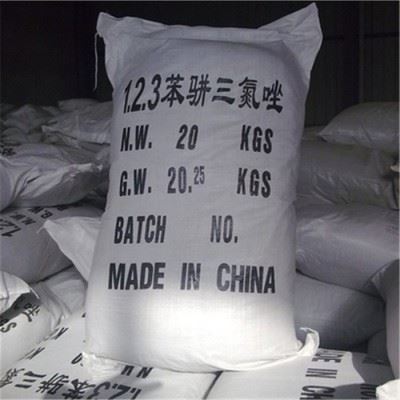 1.2.3苯骈三氮唑
N.W. 20 KGS
G.W. 20.25 KGS
BATCH NO.
MADE IN CHINA